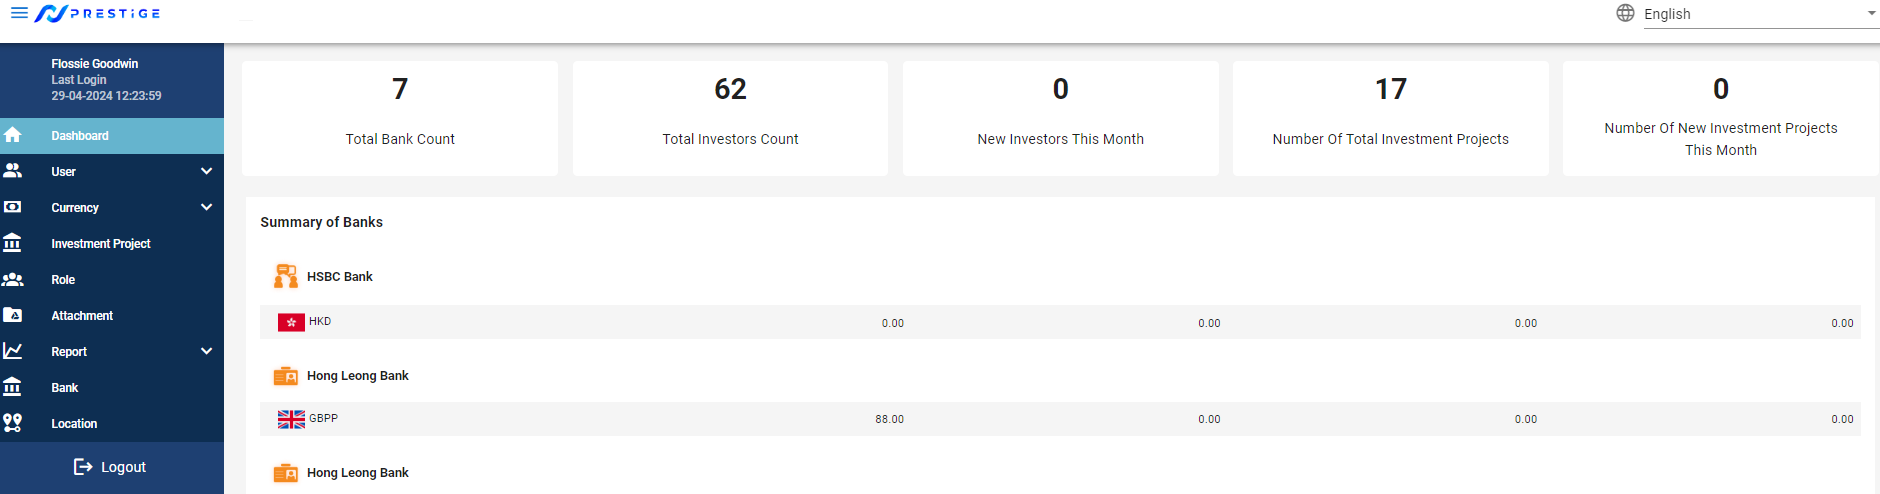 PRESTiGE
English
Flossie Goodwin
Last Login
29-04-2024 12:23:59
Dashboard
User
Currency
Investment Project
Role
Attachment
Report
Bank
Location
Logout
7
Total Bank Count
62
Total Investors Count
0
New Investors This Month
17
Number Of Total Investment Projects
0
Number Of New Investment Projects
This Month
Summary of Banks
HSBC Bank
HKD 0.00 0.00 0.00 0.00
Hong Leong Bank
GBPP 88.00 0.00 0.00 0.00
Hong Leong Bank